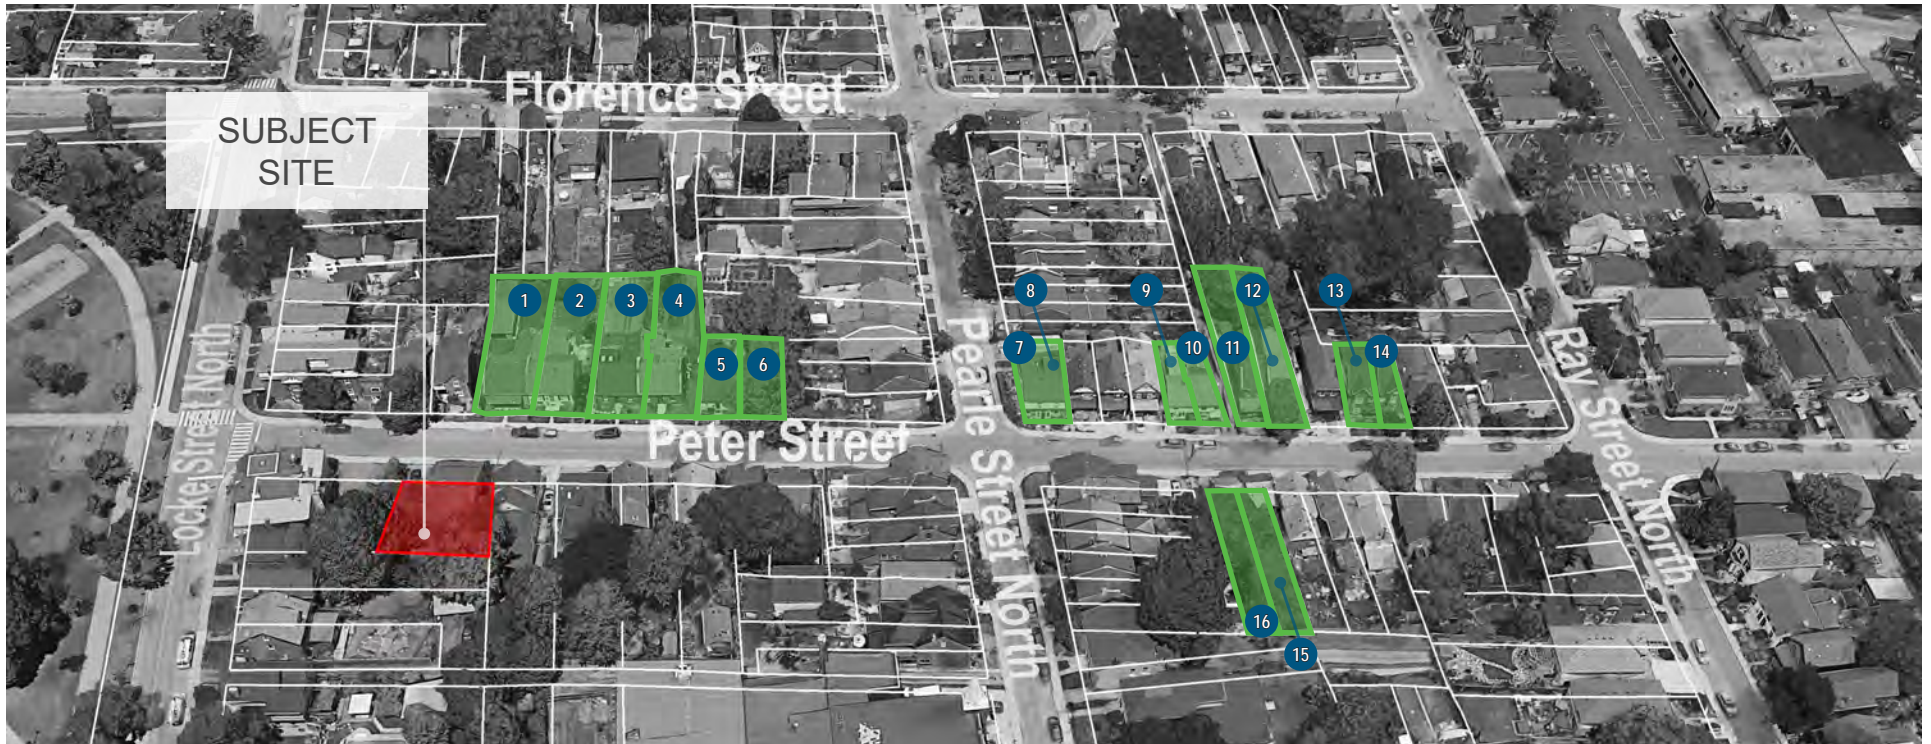 Florence Street
SUBJECT
SITE
1
2
3
4
5
6
7
8
9
10
11
12
13
14
Locke Street North
Peter Street
Pearle Street North
Ray Street North
16
15